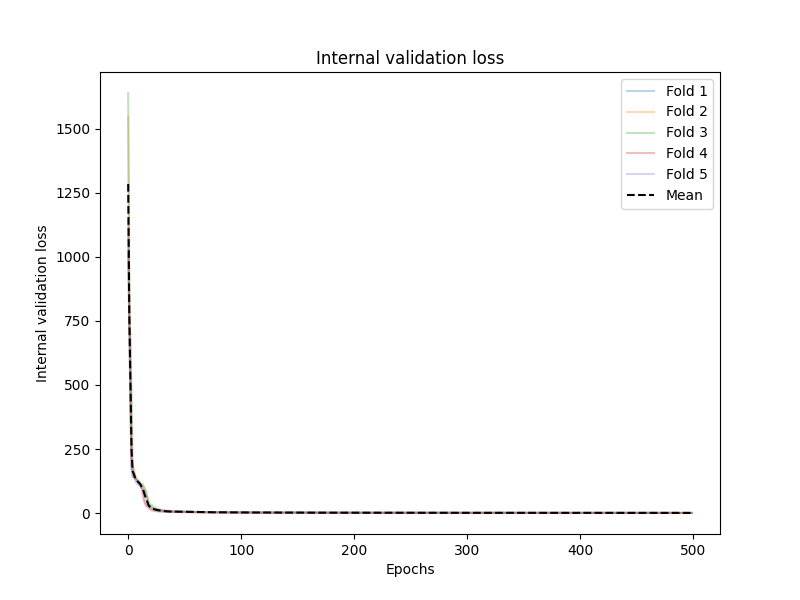 Internal validation loss
Fold 1
Fold 2
Fold 3
Fold 4
Fold 5
Mean
1500
1250
1000
750
500
250
0
Internal validation loss
0 100 200 300 400 500
Epochs